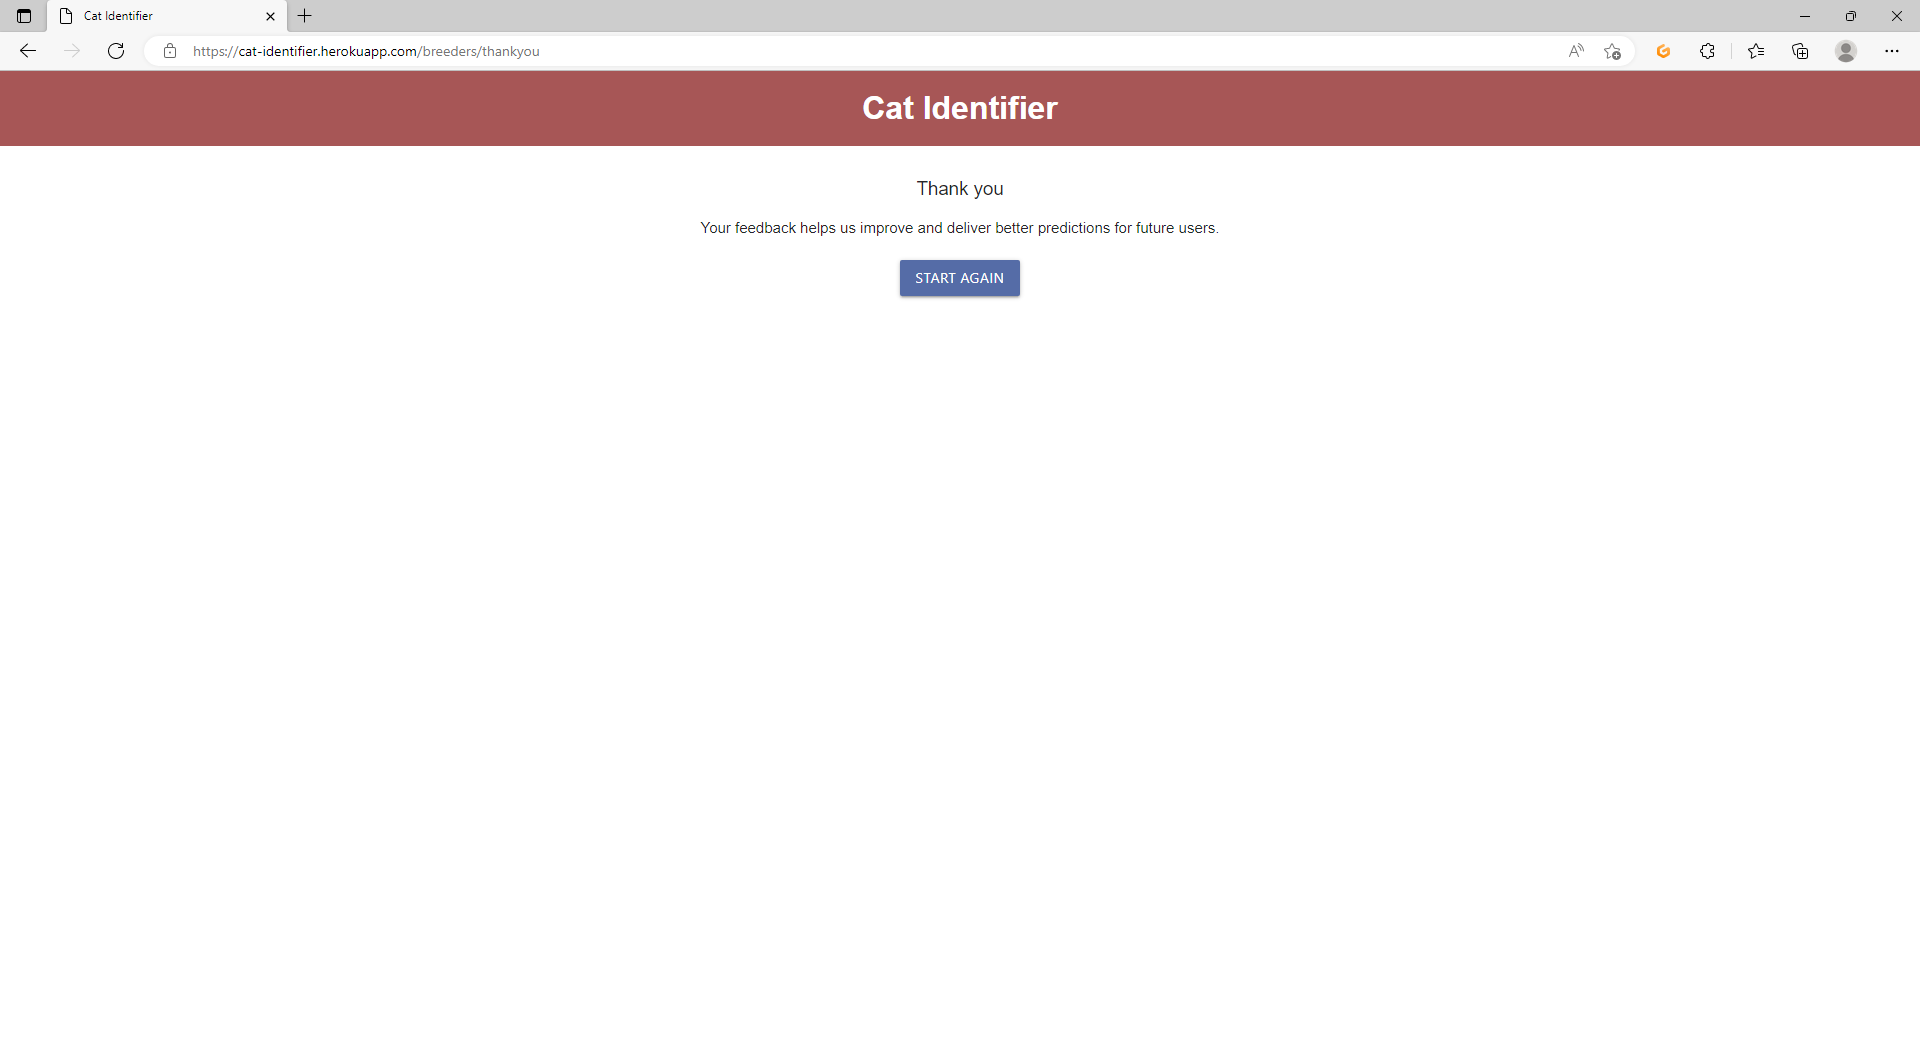 Cat Identifier
https://cat-identifier.herokuapp.com/breeders/thankyou
Cat Identifier
Thank you
Your feedback helps us improve and deliver better predictions for future users.
START AGAIN